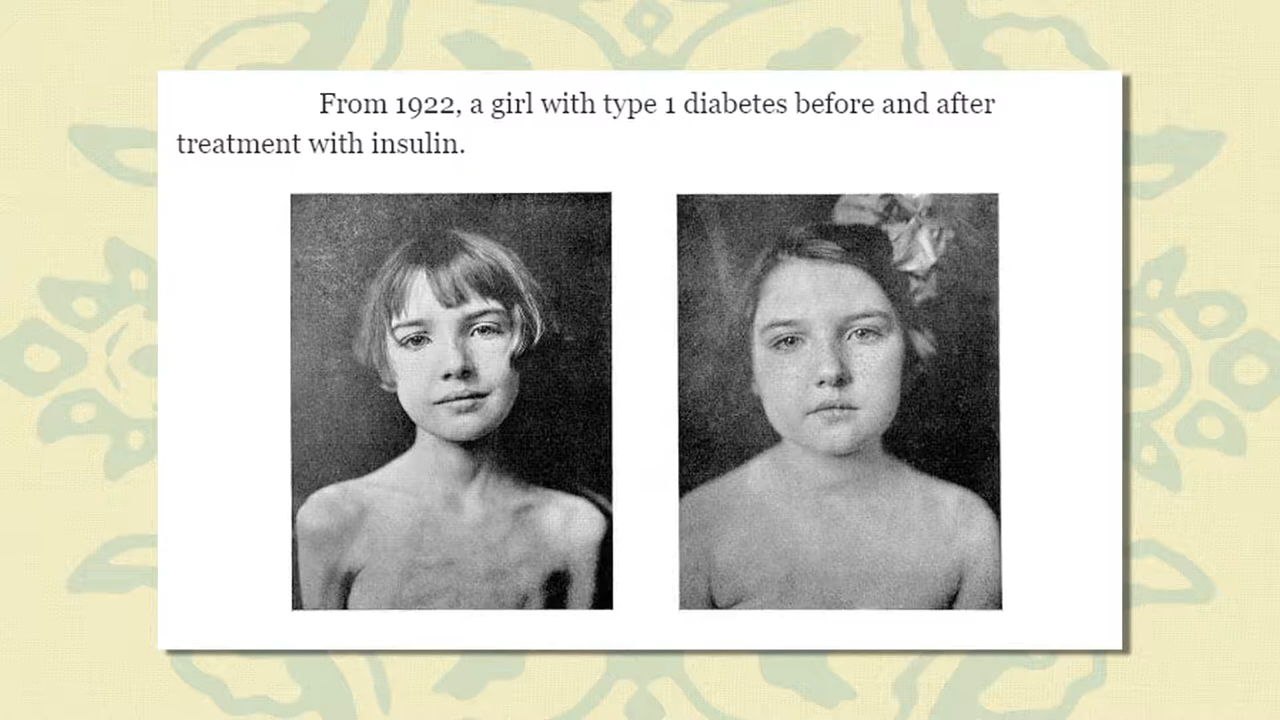 From 1922, a girl with type 1 diabetes before and after
treatment with insulin.